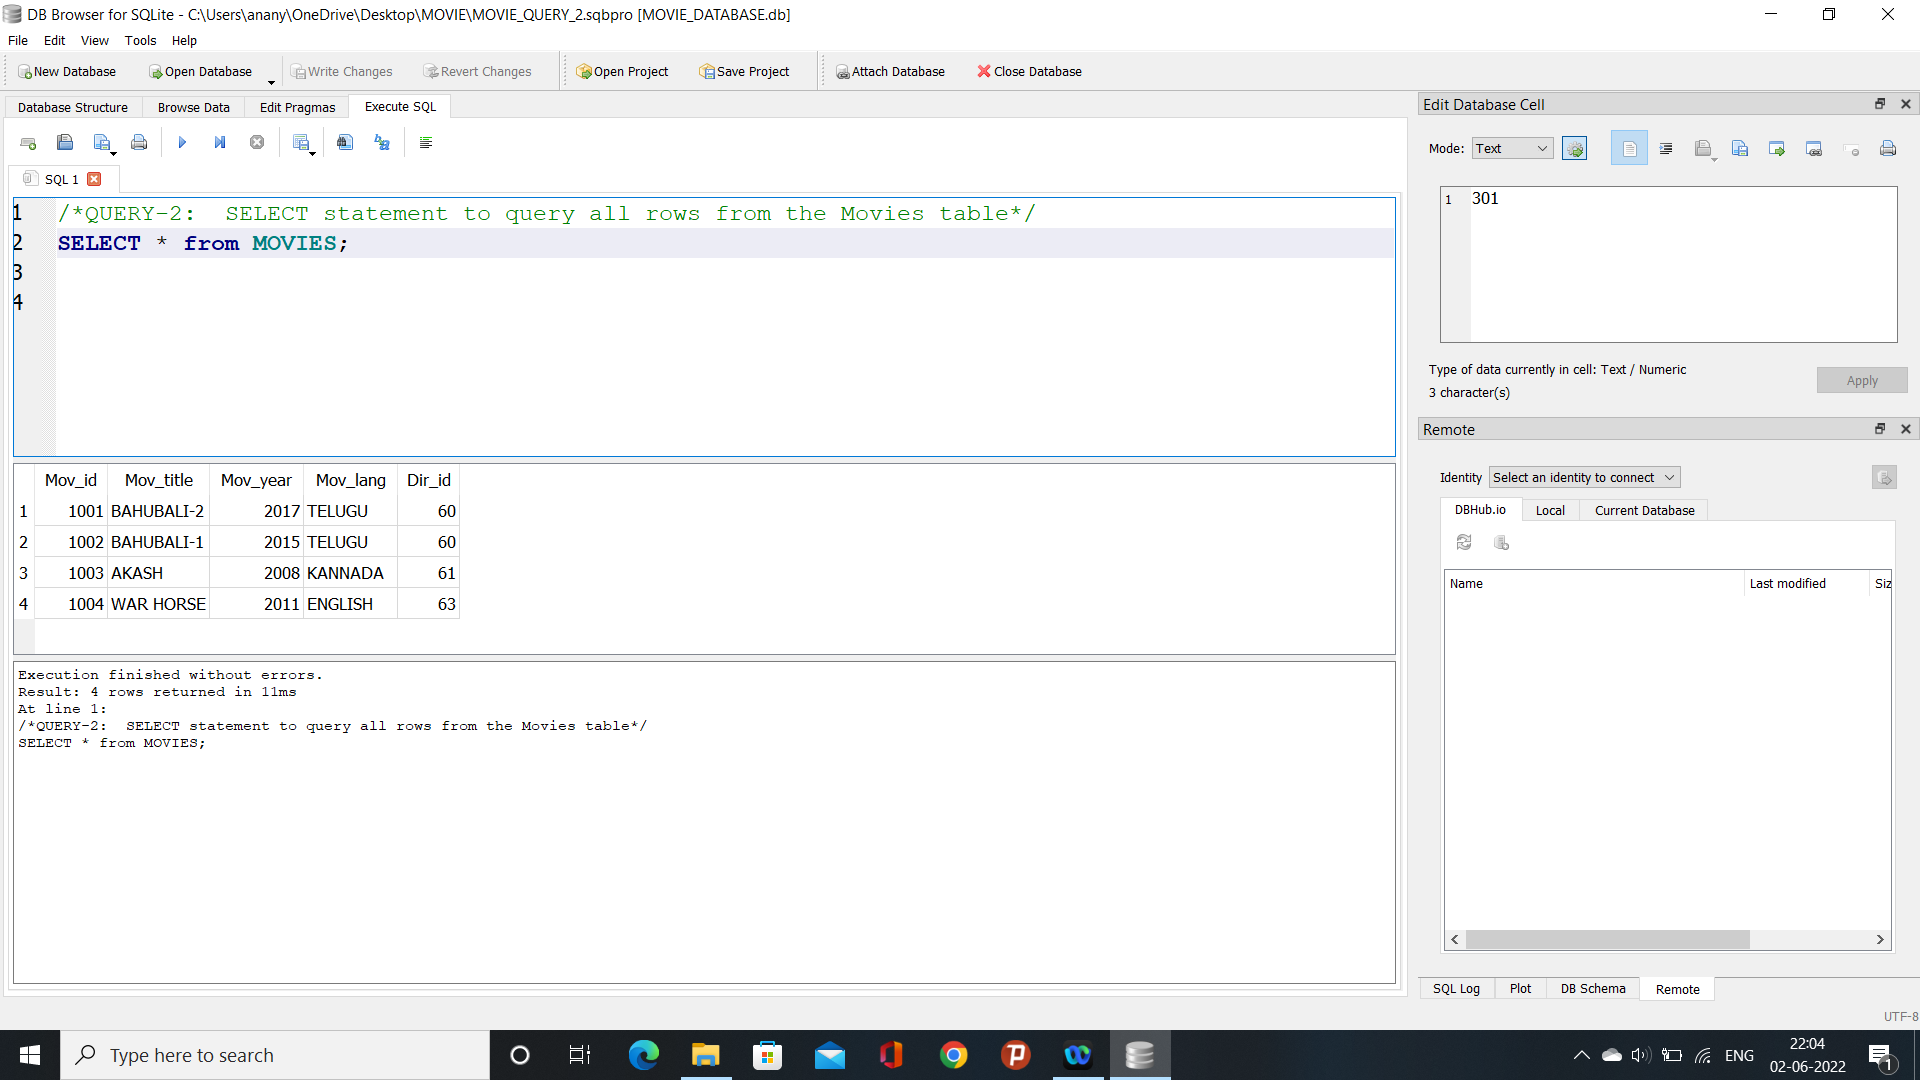 DB Browser for SQLite - C:\Users\anany\OneDrive\Desktop\MOVIE\MOVIE_QUERY_2.sqbpro [MOVIE_DATABASE.db]
File Edit View Tools Help
New Database Open Database Write Changes Revert Changes Open Project Save Project Attach Database Close Database
Database Structure Browse Data Edit Pragmas Execute SQL
SQL 1
1 /*QUERY-2:  SELECT statement to query all rows from the Movies table*/
2 SELECT * from MOVIES;
3
4
Mov_id Mov_title Mov_year Mov_lang Dir_id
1 1001 BAHUBALI-2 2017 TELUGU 60
2 1002 BAHUBALI-1 2015 TELUGU 60
3 1003 AKASH 2008 KANNADA 61
4 1004 WAR HORSE 2011 ENGLISH 63
Execution finished without errors.
Result: 4 rows returned in 11ms
At line 1:
/*QUERY-2:  SELECT statement to query all rows from the Movies table*/
SELECT * from MOVIES;
Edit Database Cell
Mode: Text
1 301
Type of data currently in cell: Text / Numeric
3 character(s)
Apply
Remote
Identity Select an identity to connect
DBHub.io Local Current Database
Name Last modified Siz
SQL Log Plot DB Schema Remote
UTF-8
Type here to search
ENG
22:04
02-06-2022
1